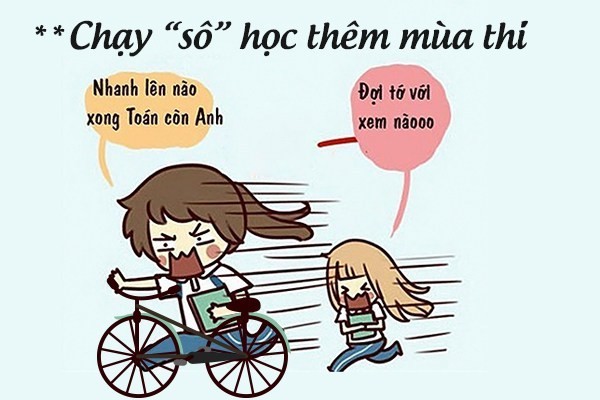 **Chạy “sô” học thêm mùa thi
Nhanh lên nào
xong Toán còn Anh
Đợi tớ với
xem nàooo